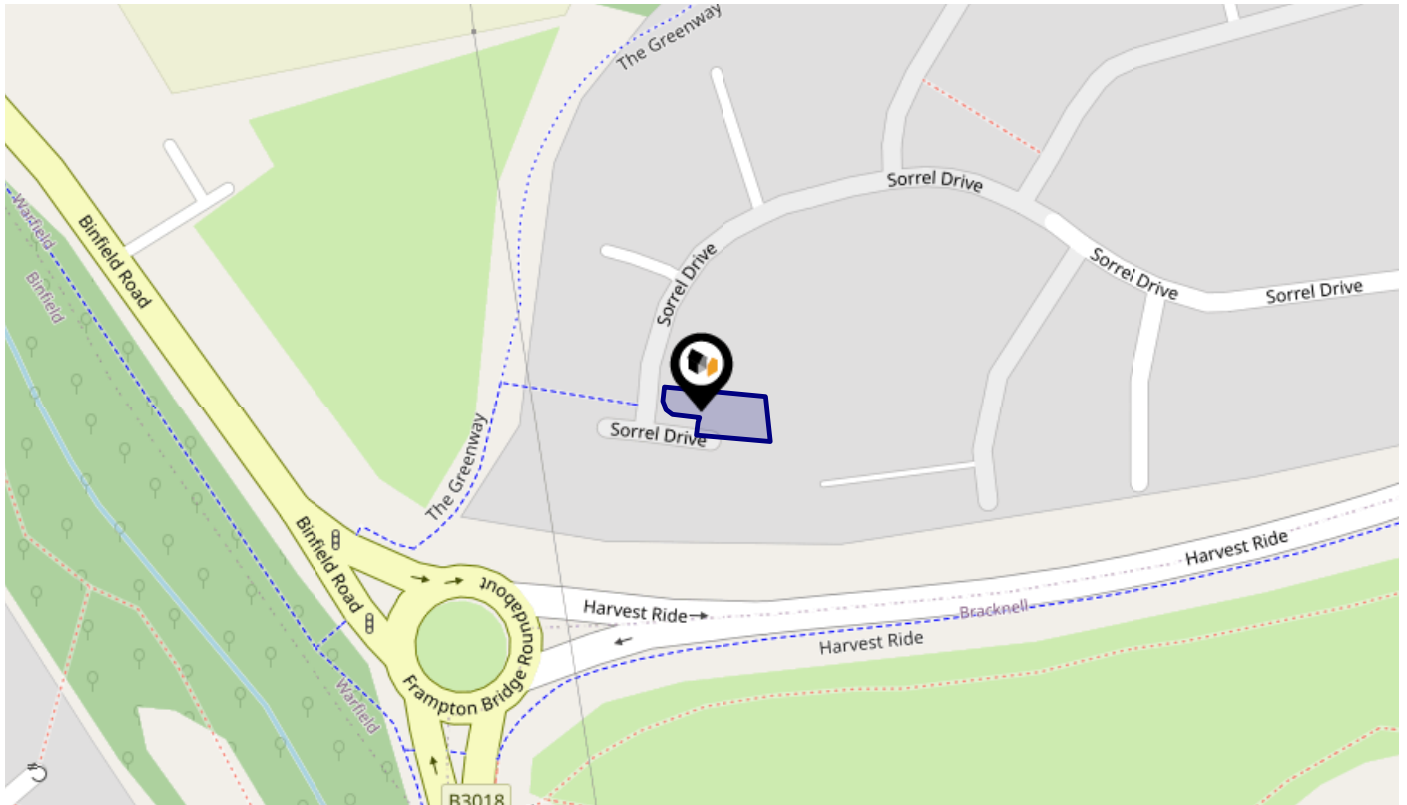 The Greenway
Sorrel Drive
Warfield
Binfield
Binfield Road
Sorrel Drive
Sorrel Drive
Sorrel Drive
Sorrel Drive
The Greenway
Binfield Road
Harvest Ride
Harvest Ride
Bracknell
Harvest Ride
Frampton Bridge Roundabout
Warfield
B3018